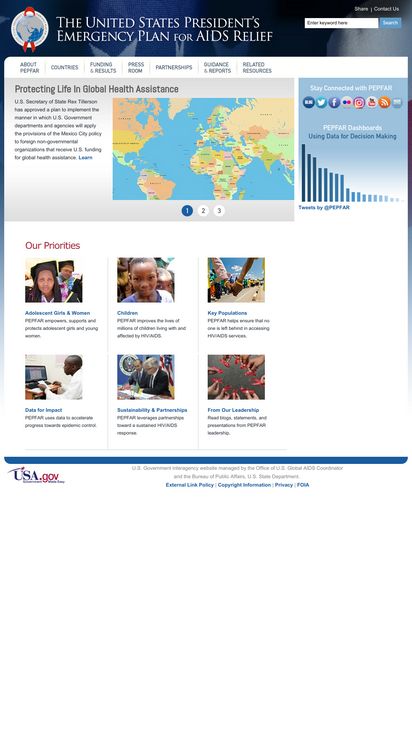 Share | Contact Us
THE UNITED STATES PRESIDENT'S
EMERGENCY PLAN FOR AIDS RELIEF
Enter keyword here
Search
ABOUT
PEPFAR
COUNTRIES
FUNDING
& RESULTS
PRESS
ROOM
PARTNERSHIPS
GUIDANCE
& REPORTS
RELATED
RESOURCES
Protecting Life In Global Health Assistance
U.S. Secretary of State Rex Tillerson
has approved a plan to implement the
manner in which U.S. Government
departments and agencies will apply
the provisions of the Mexico City policy
to foreign non-governmental
organizations that receive U.S. funding
for global health assistance. Learn
1 2 3
Stay Connected with PEPFAR
PEPFAR Dashboards
Using Data for Decision Making
Tweets by @PEPFAR
Our Priorities
Adolescent Girls & Women
PEPFAR empowers, supports and
protects adolescent girls and young
women.
Children
PEPFAR improves the lives of
millions of children living with and
affected by HIV/AIDS.
Key Populations
PEPFAR helps ensure that no
one is left behind in accessing
HIV/AIDS services.
Data for Impact
PEPFAR uses data to accelerate
progress towards epidemic control.
Sustainability & Partnerships
PEPFAR leverages partnerships
toward a sustained HIV/AIDS
response.
From Our Leadership
Read blogs, statements, and
presentations from PEPFAR
leadership.
USA.gov
Government Made Easy
U.S. Government interagency website managed by the Office of U.S. Global AIDS Coordinator
and the Bureau of Public Affairs, U.S. State Department.
External Link Policy | Copyright Information | Privacy | FOIA